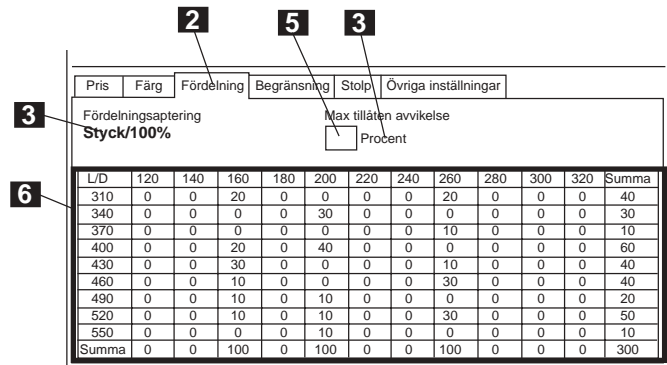 2 5 3
Pris Färg Fördelning Begränsning Stolp Övriga inställningar
3 Fördelningsaptering Max tillåten avvikelse
Styck/100% Procent
6
L/D 120 140 160 180 200 220 240 260 280 300 320 Summa
310 0 0 20 0 0 0 0 20 0 0 0 40
340 0 0 0 0 30 0 0 0 0 0 0 30
370 0 0 0 0 0 0 0 10 0 0 0 10
400 0 0 20 0 40 0 0 0 0 0 0 60
430 0 0 30 0 0 0 0 10 0 0 0 40
460 0 0 10 0 0 0 0 30 0 0 0 40
490 0 0 10 0 10 0 0 0 0 0 0 20
520 0 0 10 0 10 0 0 30 0 0 0 50
550 0 0 0 0 10 0 0 0 0 0 0 10
Summa 0 0 100 0 100 0 0 100 0 0 0 300